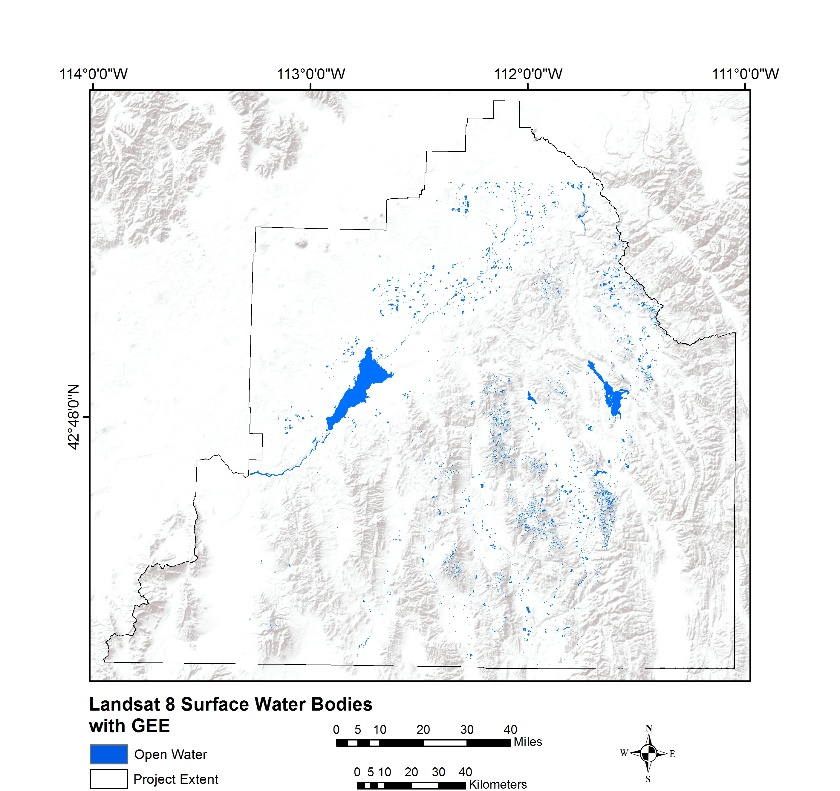 114°0'0"W 113°0'0"W 112°0'0"W 111°0'0"W
42°48'0"N
Landsat 8 Surface Water Bodies
with GEE
Open Water
Project Extent
0 5 10 20 30 40
Miles
0 5 10 20 30 40
Kilometers
N
W E
S